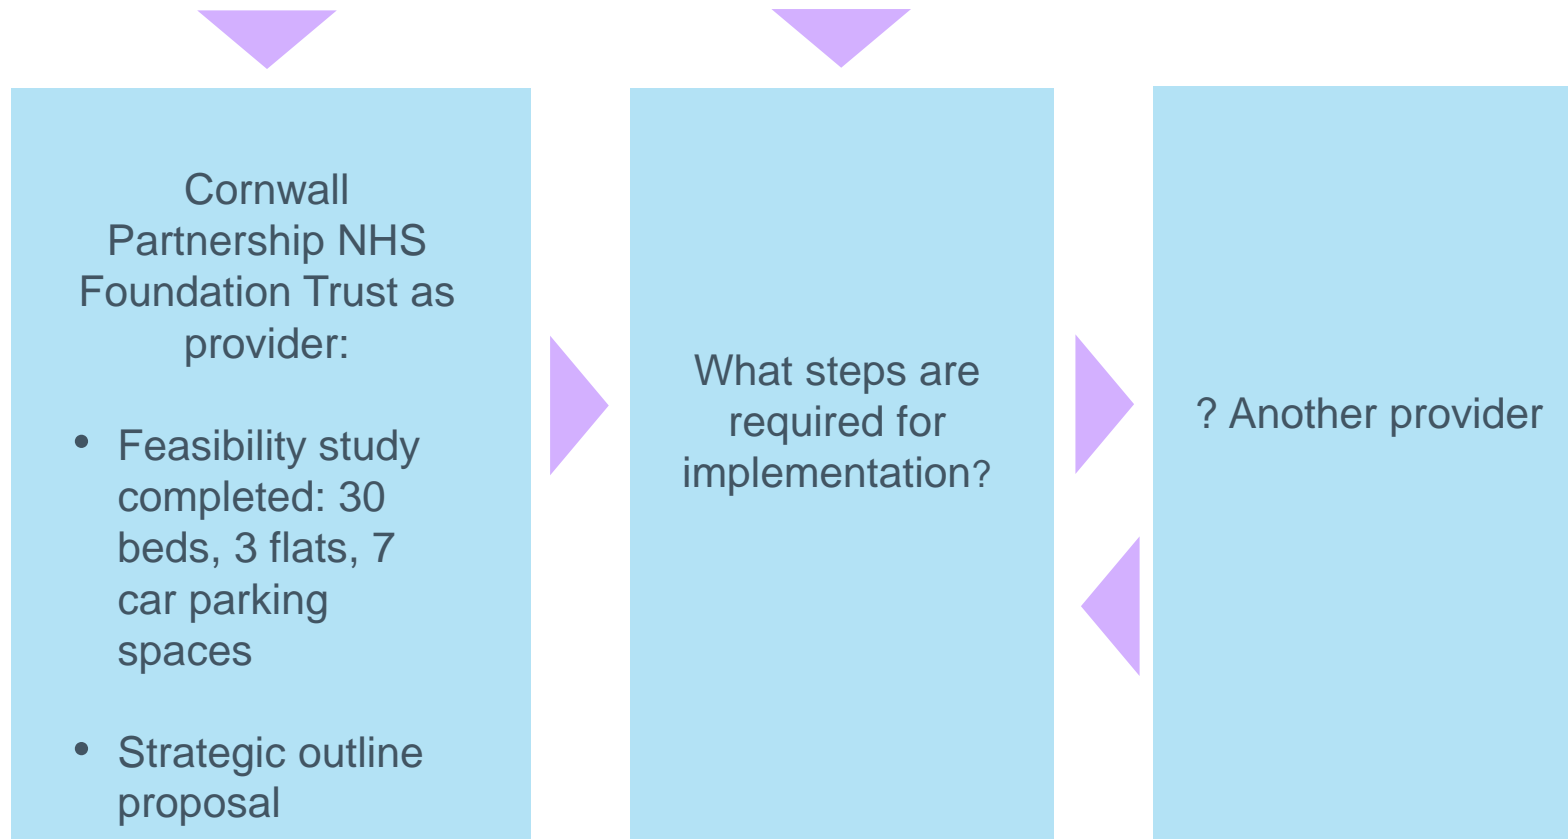 Cornwall
Partnership NHS
Foundation Trust as
provider:
• Feasibility study
completed: 30
beds, 3 flats, 7
car parking
spaces
• Strategic outline
proposal
What steps are
required for
implementation?
? Another provider